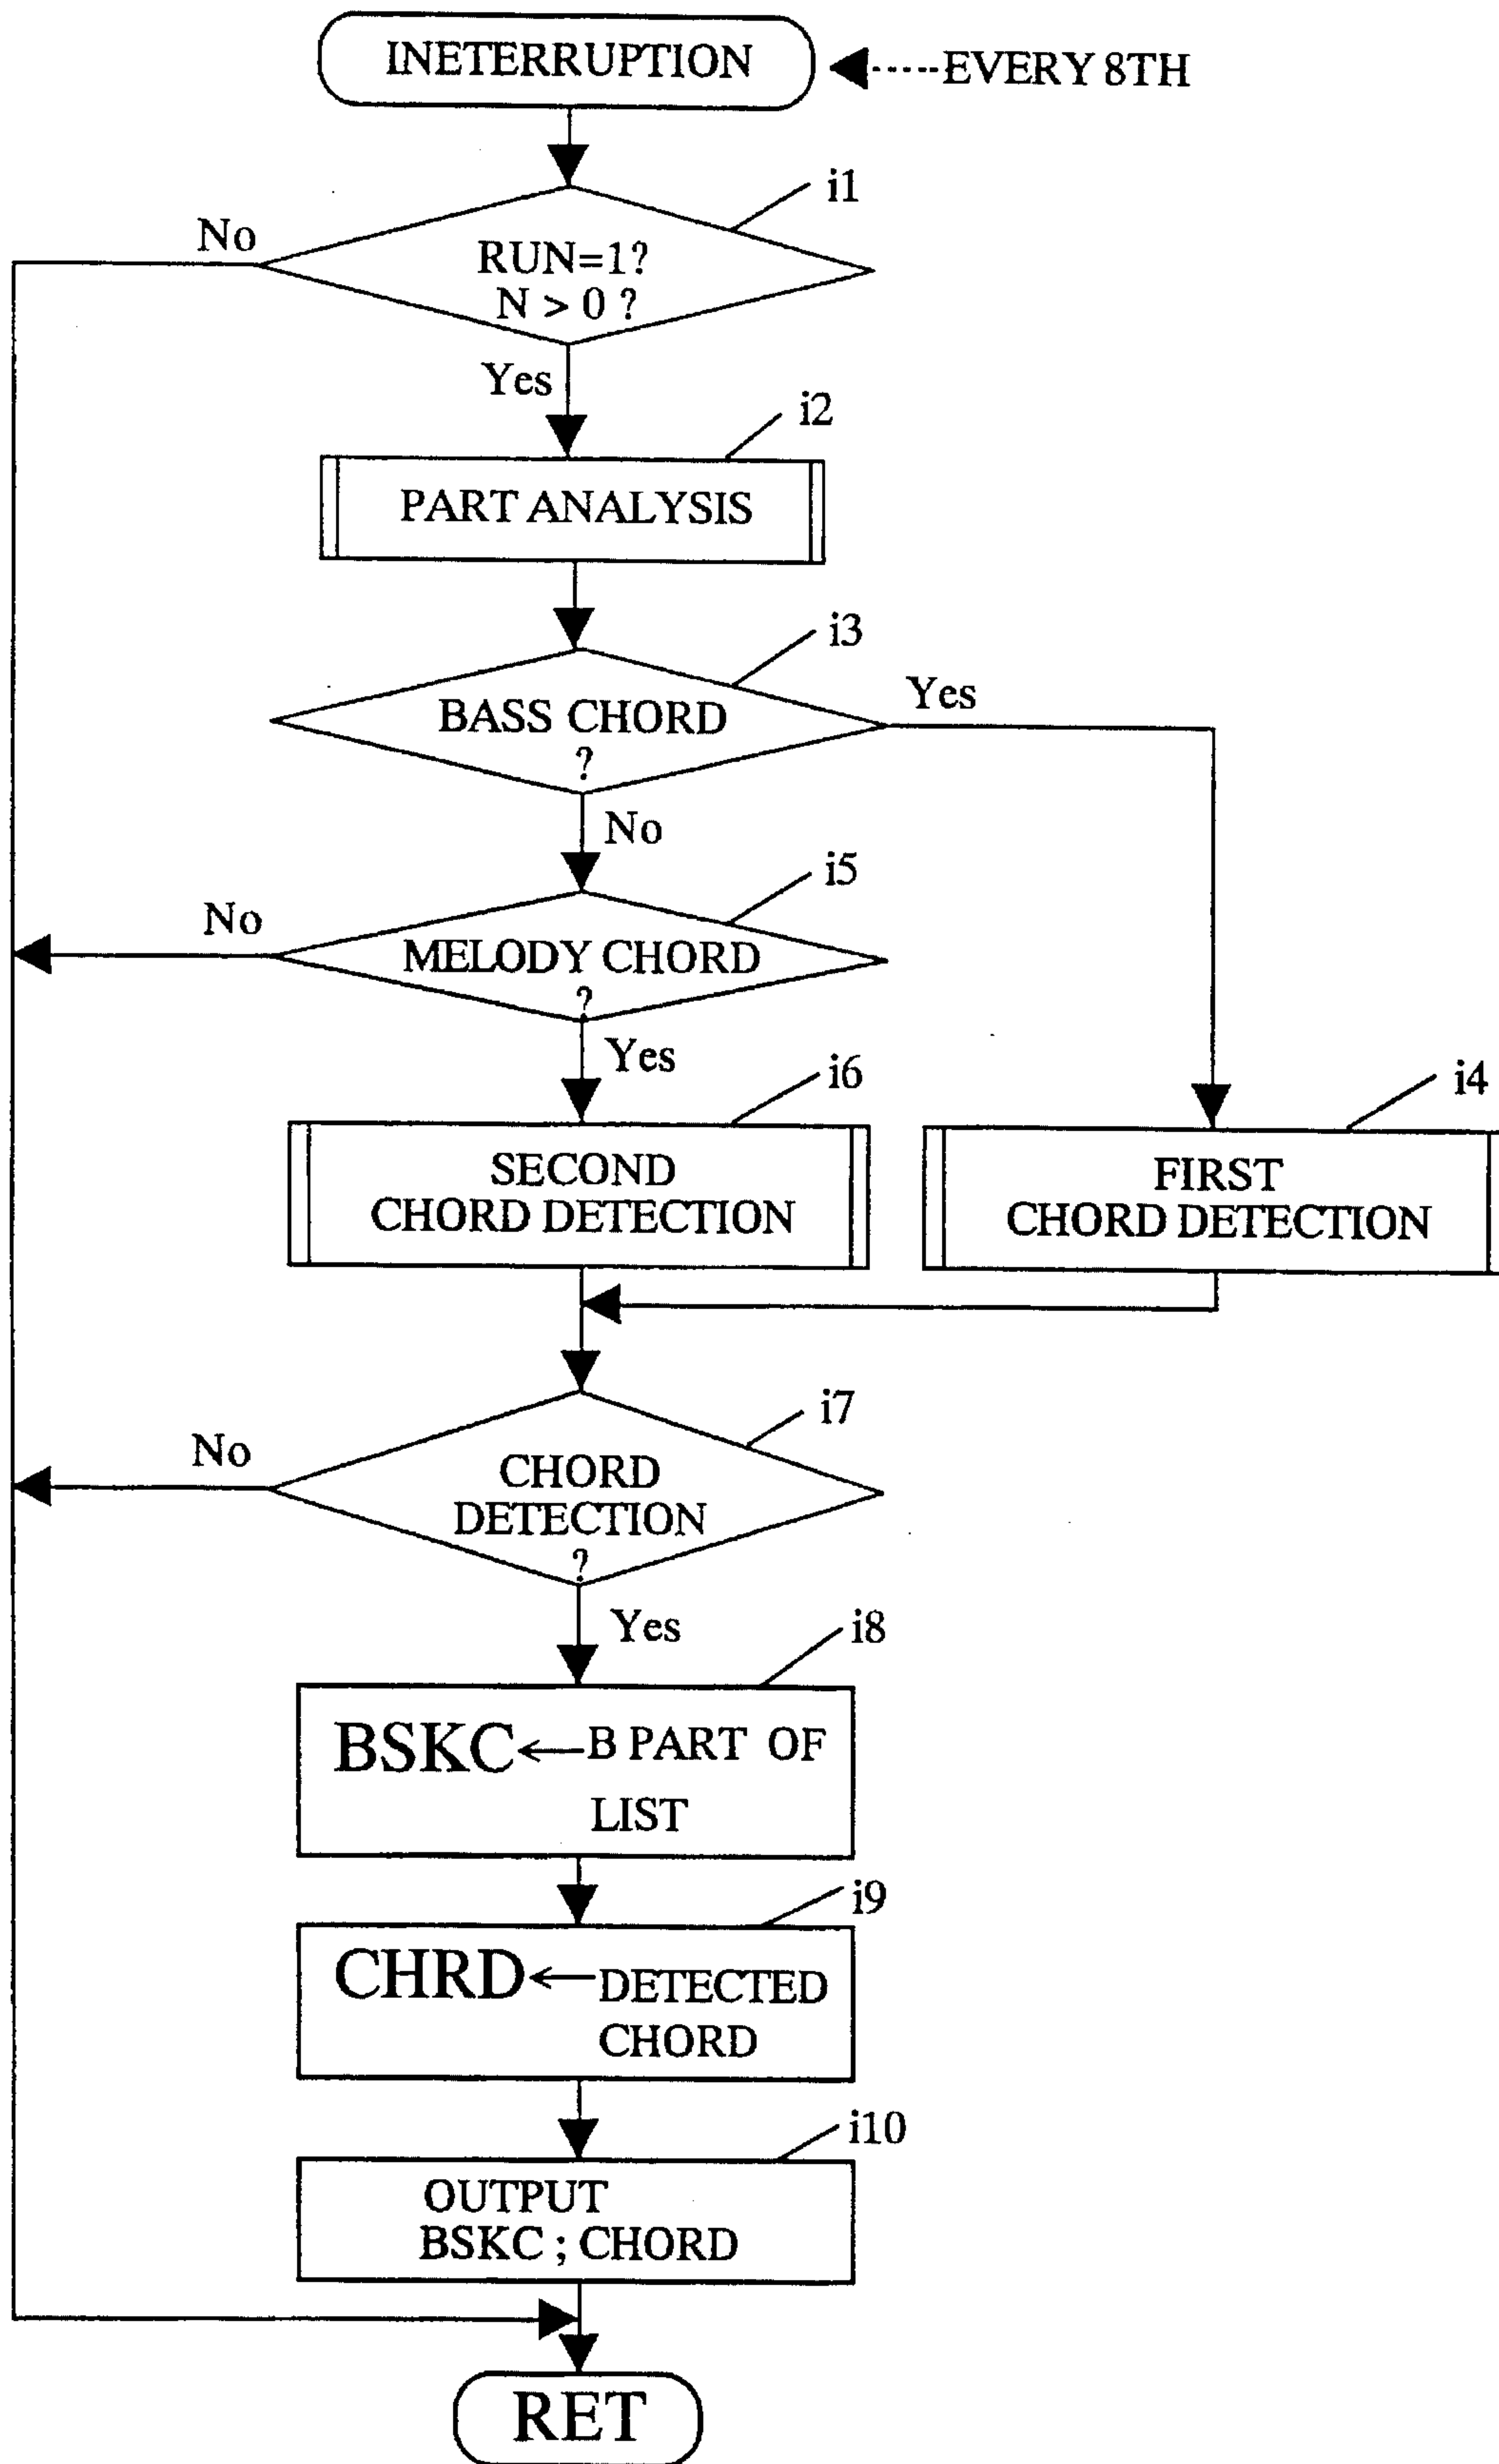 INETERRUPTION
EVERY 8TH
i1
No
RUN=1?
N > 0 ?
Yes
i2
PART ANALYSIS
i3
Yes
BASS CHORD
?
No
i5
No
MELODY CHORD
?
Yes
i6
i4
SECOND
CHORD DETECTION
FIRST
CHORD DETECTION
i7
No
CHORD
DETECTION
?
Yes
i8
BSKC ← B PART OF
LIST
i9
CHRD ← DETECTED
CHORD
i10
OUTPUT
BSKC ; CHORD
RET